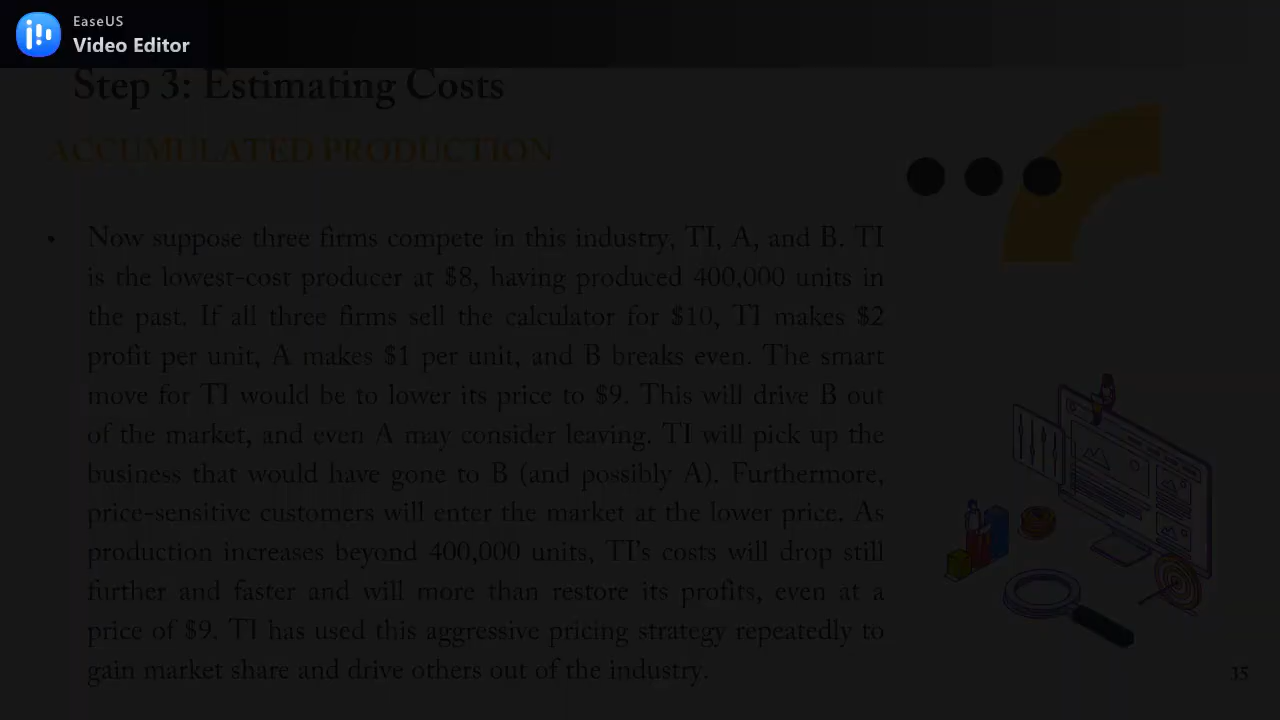 EaseUS
Video Editor
Step 3: Estimating Costs
ACCUMULATED PRODUCTION
• Now suppose three firms compete in this industry, TI, A, and B. TI
is the lowest-cost producer at $8, having produced 400,000 units in
the past. If all three firms sell the calculator for $10, TI makes $2
profit per unit, A makes $1 per unit, and B breaks even. The smart
move for TI would be to lower its price to $9. This will drive B out
of the market, and even A may consider leaving. TI will pick up the
business that would have gone to B (and possibly A). Furthermore,
price-sensitive customers will enter the market at the lower price. As
production increases beyond 400,000 units, TI's costs will drop still
further and faster and will more than restore its profits, even at a
price of $9. TI has used this aggressive pricing strategy repeatedly to
gain market share and drive others out of the industry.
35